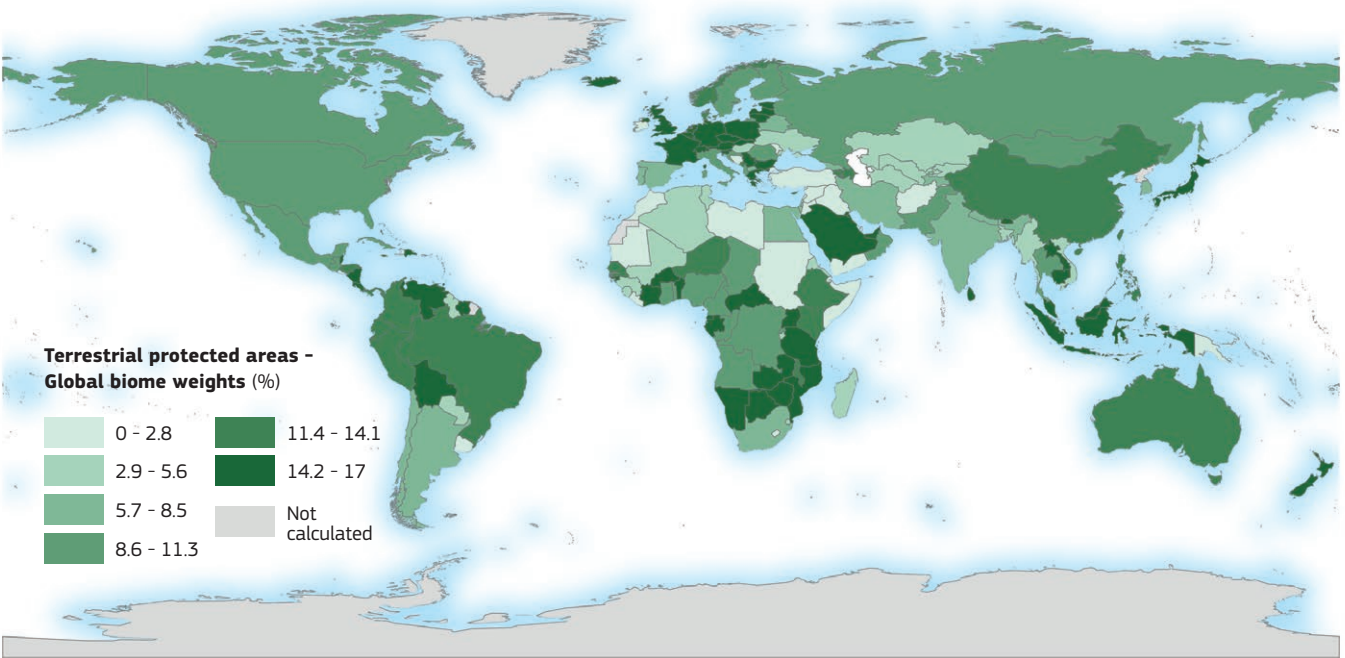 Terrestrial protected areas –
Global biome weights (%)
0 - 2.8
2.9 - 5.6
5.7 - 8.5
8.6 - 11.3
11.4 - 14.1
14.2 - 17
Not
calculated